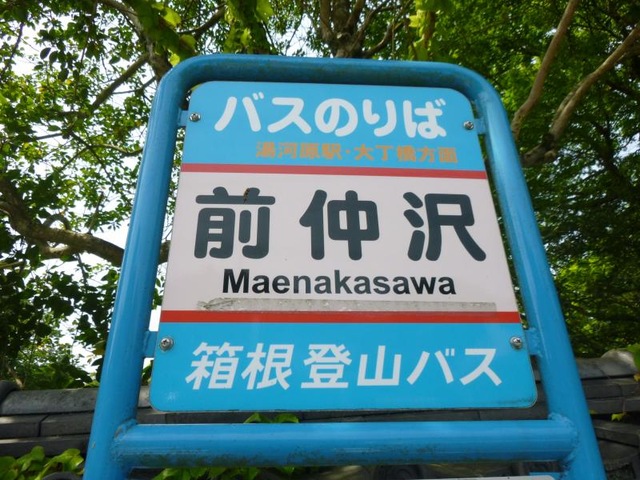 バスのりば
湯河原駅・大丁橋方面
前仲沢
Maenakasawa
箱根登山バス